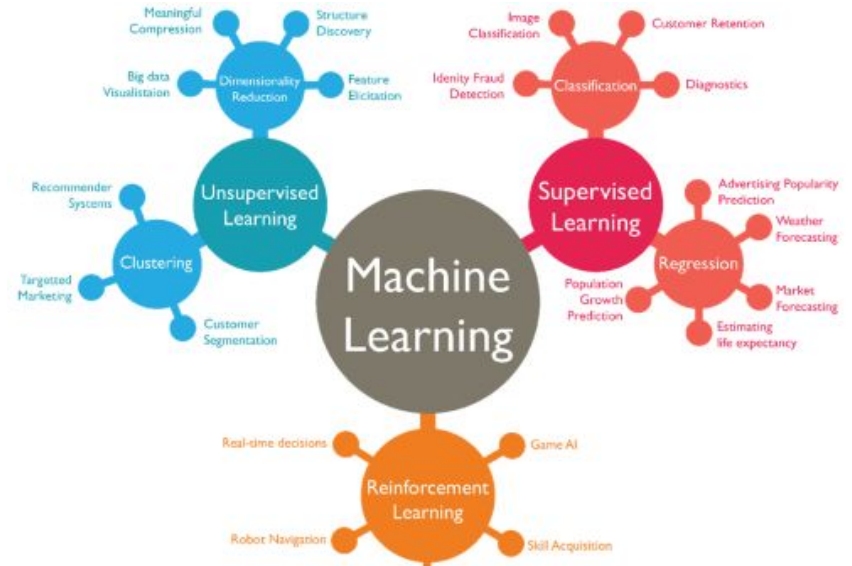 Meaningful
Compression
Structure
Discovery
Big data
Visualistaion
Dimensionality
Reduction
Feature
Elicitation
Unsupervised
Learning
Recommender
Systems
Clustering
Targetted
Marketing
Customer
Segmentation
Machine
Learning
Image
Classification
Customer Retention
Idenity Fraud
Detection
Classification
Diagnostics
Supervised
Learning
Advertising Popularity
Prediction
Weather
Forecasting
Regression
Population
Growth
Prediction
Market
Forecasting
Estimating
life expectancy
Real-time decisions
Game AI
Reinforcement
Learning
Robot Navigation
Skill Acquisition